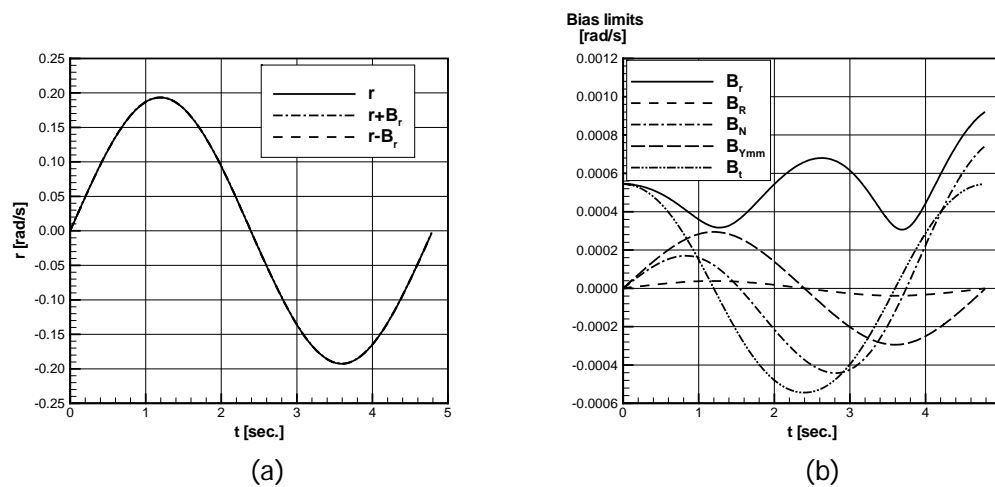 0.25
0.20
0.15
0.10
0.05
0.00
-0.05
-0.10
-0.15
-0.20
-0.25
r [rad/s]
0 1 2 3 4 5
t [sec.]
r
r+Br
r-Br
(a)
Bias limits
[rad/s]
0.0012
0.0010
0.0008
0.0006
0.0004
0.0002
0.0000
-0.0002
-0.0004
-0.0006
0 1 2 3 4
t [sec.]
Br
BR
BN
BYmm
Bt
(b)